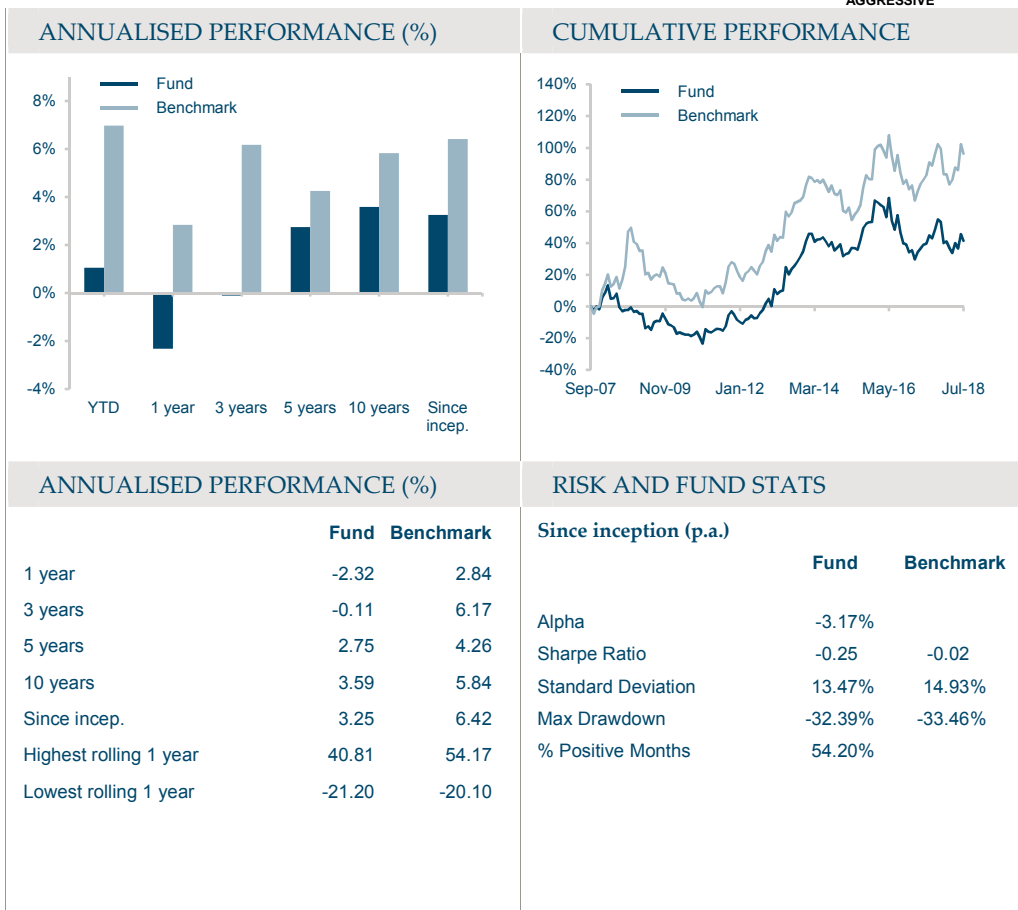 AGGRESSIVE
ANNUALISED PERFORMANCE (%)
Fund
Benchmark
8%
6%
4%
2%
0%
-2%
-4%
YTD 1 year 3 years 5 years 10 years Since incep.
CUMULATIVE PERFORMANCE
Fund
Benchmark
140%
120%
100%
80%
60%
40%
20%
0%
-20%
-40%
Sep-07 Nov-09 Jan-12 Mar-14 May-16 Jul-18
ANNUALISED PERFORMANCE (%)
Fund Benchmark
1 year -2.32 2.84
3 years -0.11 6.17
5 years 2.75 4.26
10 years 3.59 5.84
Since incep. 3.25 6.42
Highest rolling 1 year 40.81 54.17
Lowest rolling 1 year -21.20 -20.10
RISK AND FUND STATS
Since inception (p.a.)
Fund Benchmark
Alpha -3.17%
Sharpe Ratio -0.25 -0.02
Standard Deviation 13.47% 14.93%
Max Drawdown -32.39% -33.46%
% Positive Months 54.20%